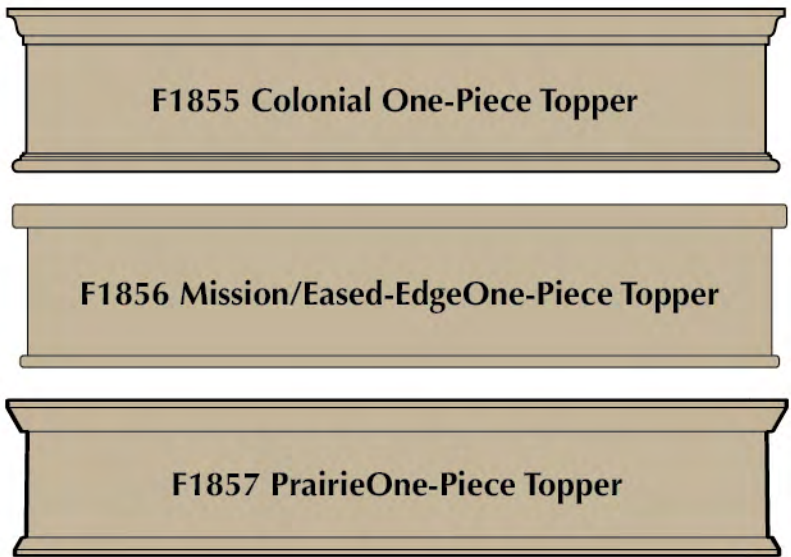 F1855 Colonial One-Piece Topper
F1856 Mission/Eased-EdgeOne-Piece Topper
F1857 PrairieOne-Piece Topper